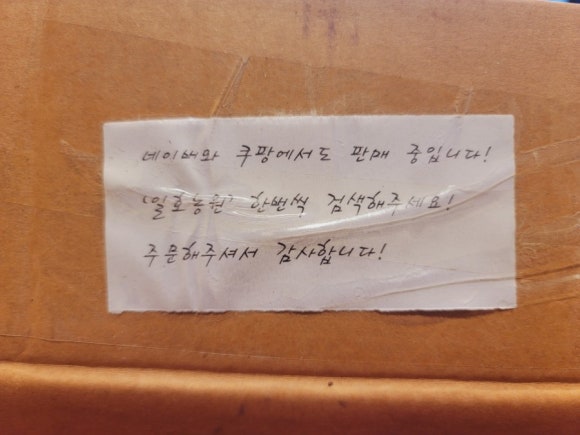 네이버와 쿠팡에서도 판매 중입니다!
'일호농원' 한번씩 검색해주세요!
주문해주셔서 감사합니다!